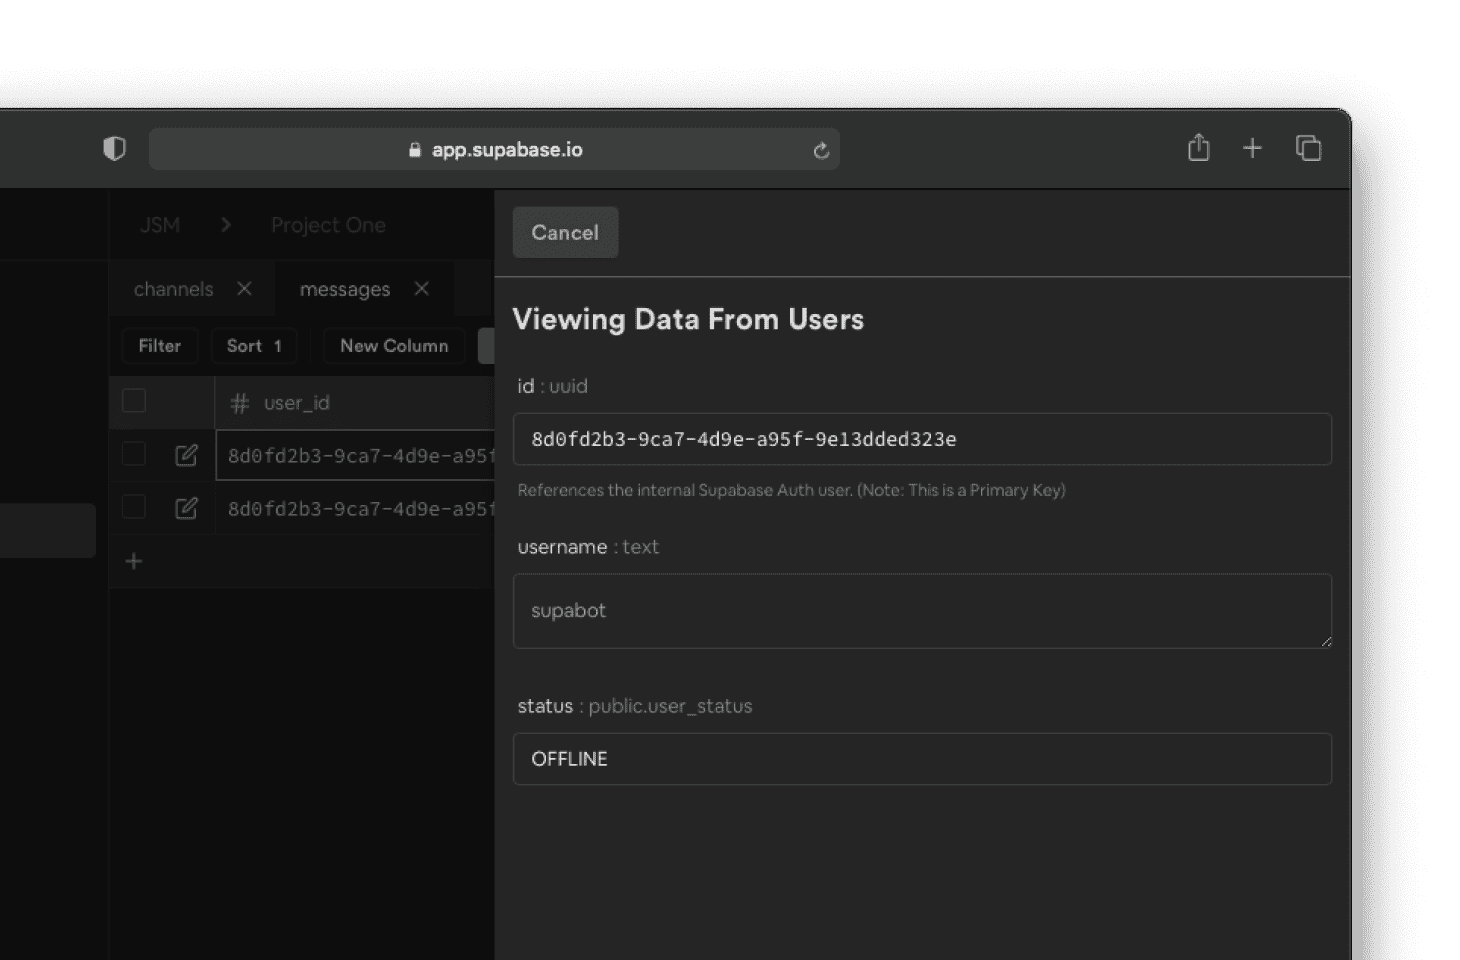 app.supabase.io
JSM > Project One
channels
messages
Filter
Sort 1
New Column
# user_id
8d0fd2b3-9ca7-4d9e-a95f
8d0fd2b3-9ca7-4d9e-a95f
Cancel
Viewing Data From Users
id : uuid
8d0fd2b3-9ca7-4d9e-a95f-9e13dded323e
References the internal Supabase Auth user. (Note: This is a Primary Key)
username : text
supabot
status : public.user_status
OFFLINE